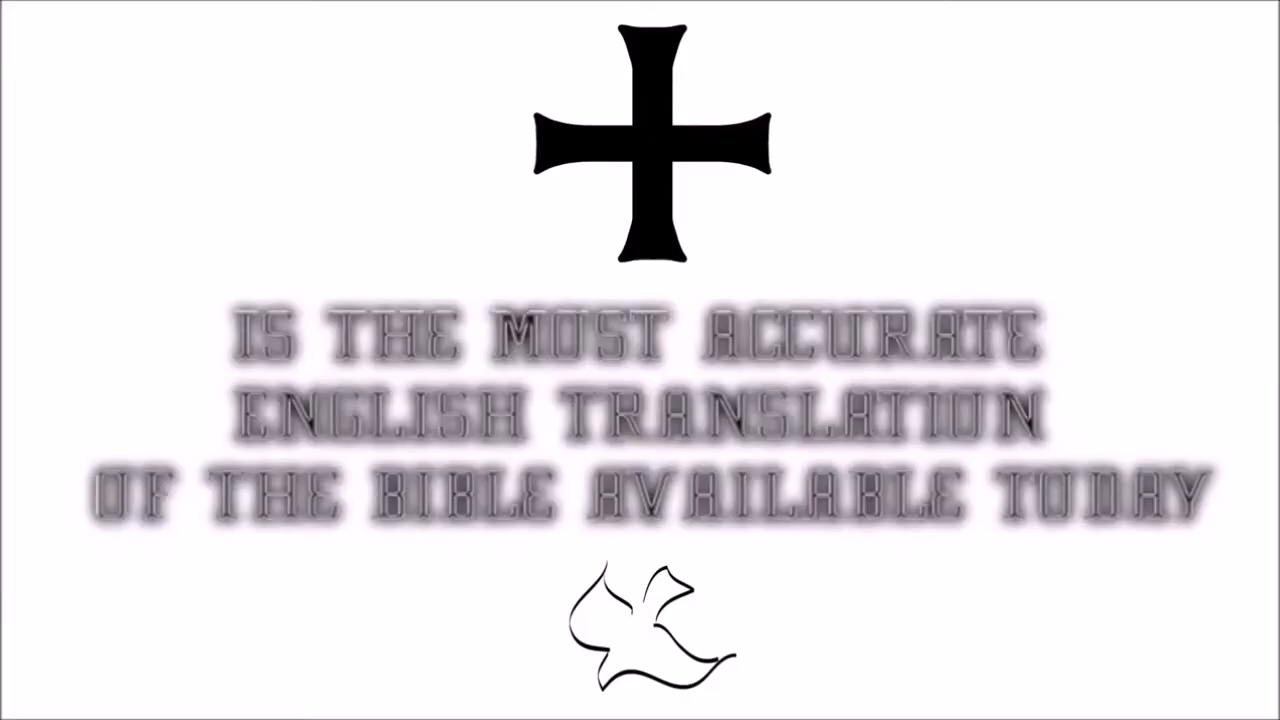 IS THE MOST ACCURATE
ENGLISH TRANSLATION
OF THE BIBLE AVAILABLE TODAY